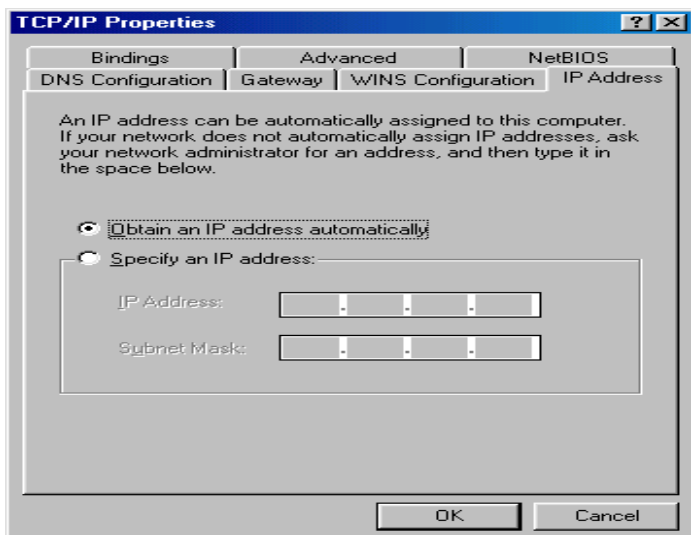 TCP/IP Properties
Bindings Advanced NetBIOS
DNS Configuration Gateway WINS Configuration IP Address
An IP address can be automatically assigned to this computer.
If your network does not automatically assign IP addresses, ask
your network administrator for an address, and then type it in
the space below.
Obtain an IP address automatically
Specify an IP address:
IP Address:
. . .
Subnet Mask:
. . .
OK Cancel